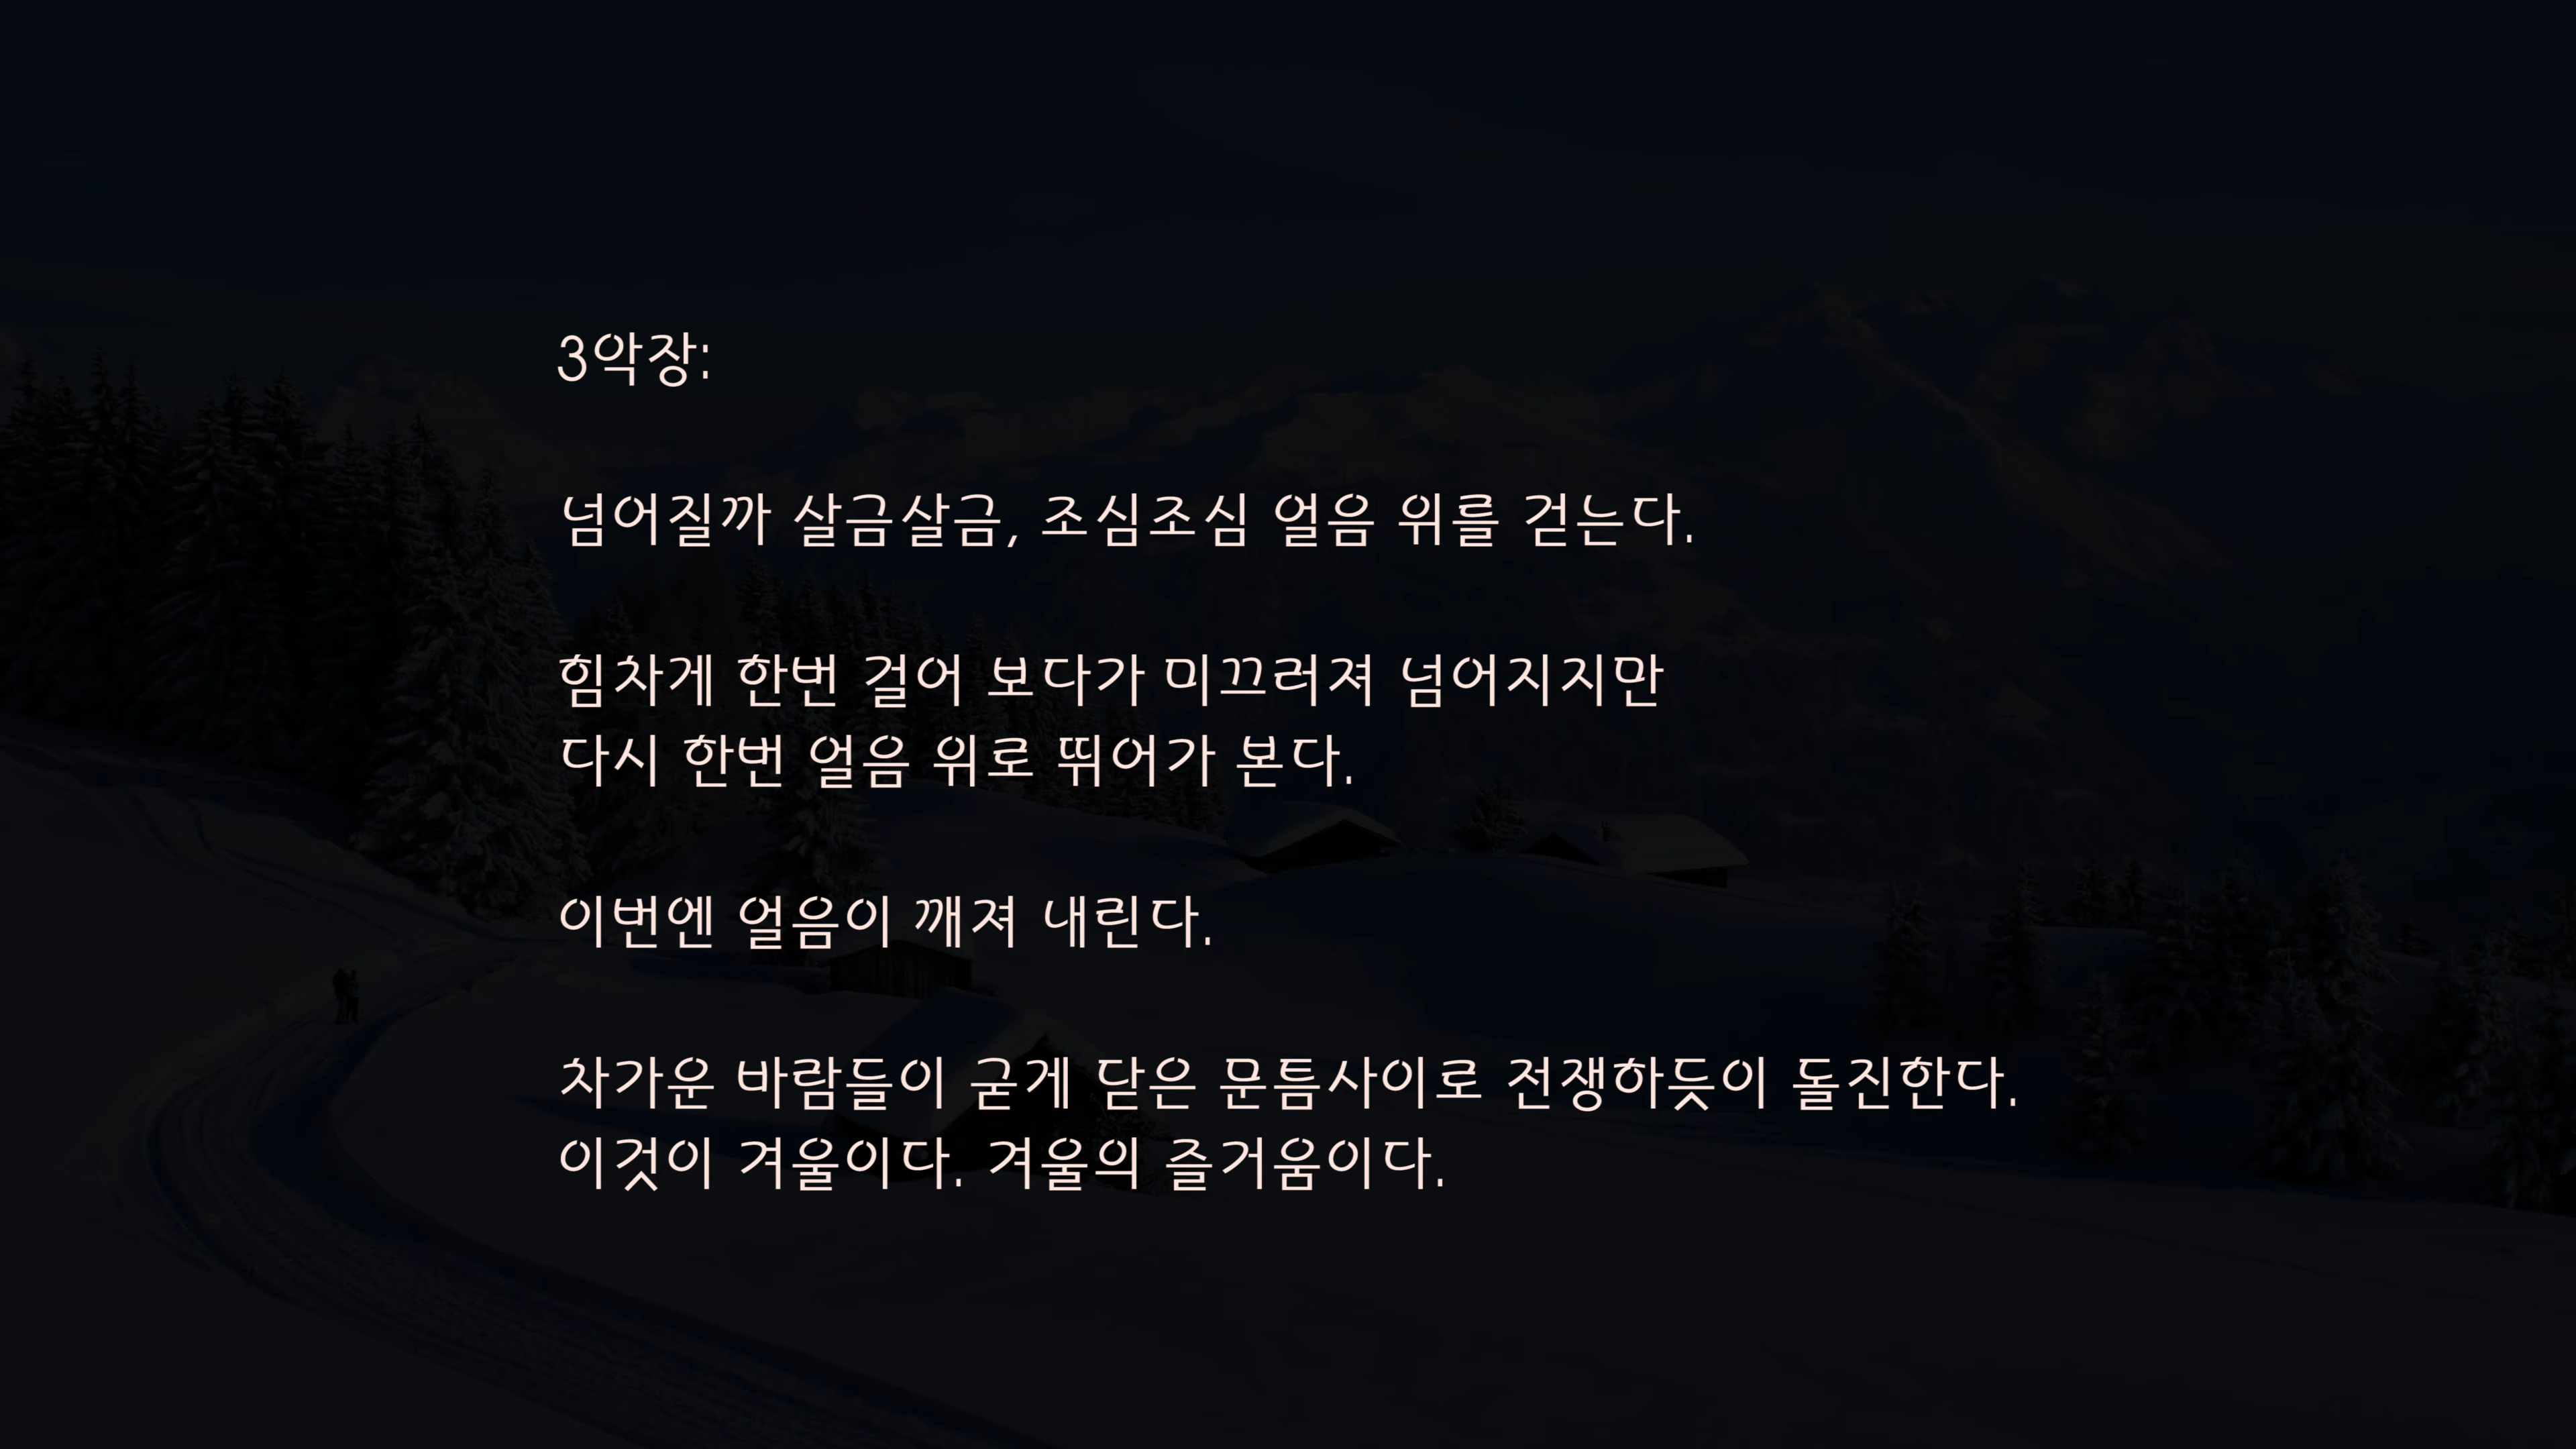 3악장:
넘어질까 살금살금, 조심조심 얼음 위를 걷는다.
힘차게 한번 걸어 보다가 미끄러져 넘어지지만
다시 한번 얼음 위로 뛰어가 본다.
이번엔 얼음이 깨져 내린다.
차가운 바람들이 굳게 닫은 문틈사이로 전쟁하듯이 돌진한다.
이것이 겨울이다. 겨울의 즐거움이다.